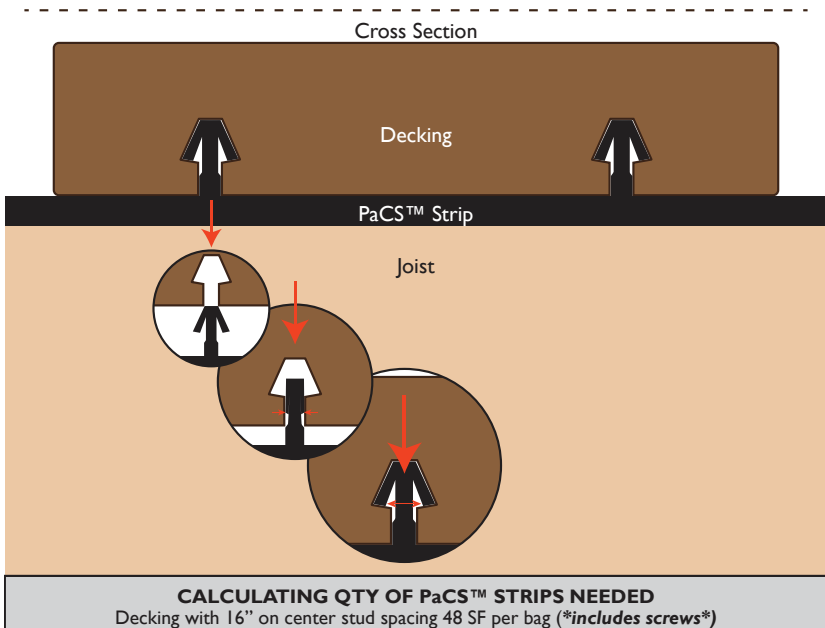 Cross Section
Decking
PaCS™ Strip
Joist
CALCULATING QTY OF PaCS™ STRIPS NEEDED
Decking with 16” on center stud spacing 48 SF per bag (*includes screws*)